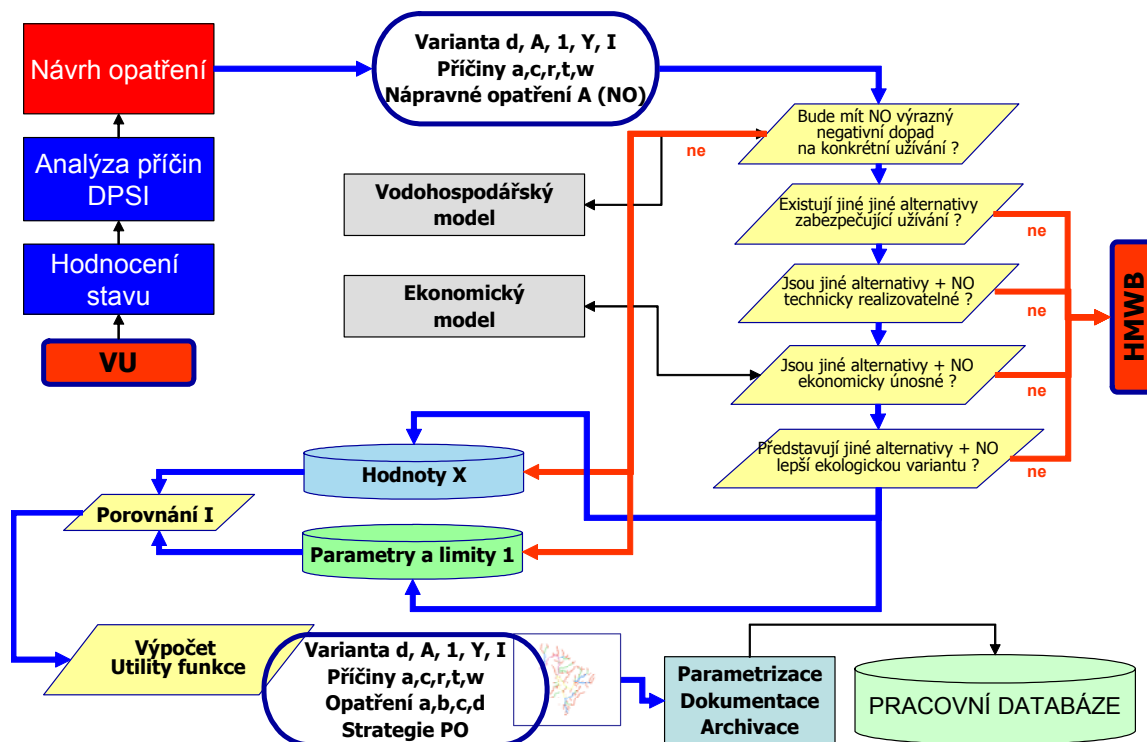 Návrh opatření
Analýza příčin
DPSI
Hodnocení
stavu
VU
Varianta d, A, 1, Y, I
Příčiny a,c,r,t,w
Nápravné opatření A (NO)
Bude mít NO výrazný
negativní dopad
na konkrétní užívání ?
ne
Vodohospodářský
model
Existují jiné jiné alternativy
zabezpečující užívání ?
ne
Jsou jiné alternativy + NO
technicky realizovatelné ?
ne
Ekonomický
model
Jsou jiné alternativy + NO
ekonomicky únosné ?
ne
Představují jiné alternativy + NO
lepší ekologickou variantu ?
ne
HMWB
Hodnoty X
Porovnání I
Parametry a limity 1
Výpočet
Utility funkce
Varianta d, A, 1, Y, I
Příčiny a,c,r,t,w
Opatření a,b,c,d
Strategie PO
Parametrizace
Dokumentace
Archivace
PRACOVNÍ DATABÁZE